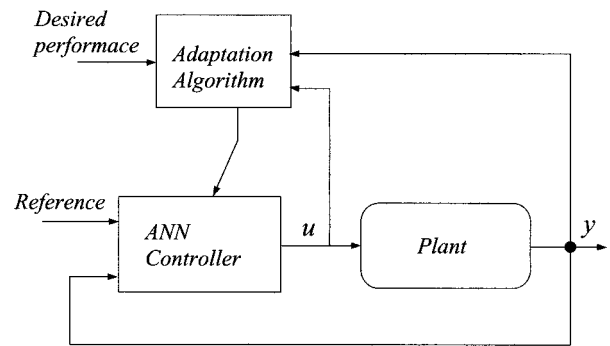 Desired
performace
Adaptation
Algorithm
Reference
ANN
Controller
u
Plant
y